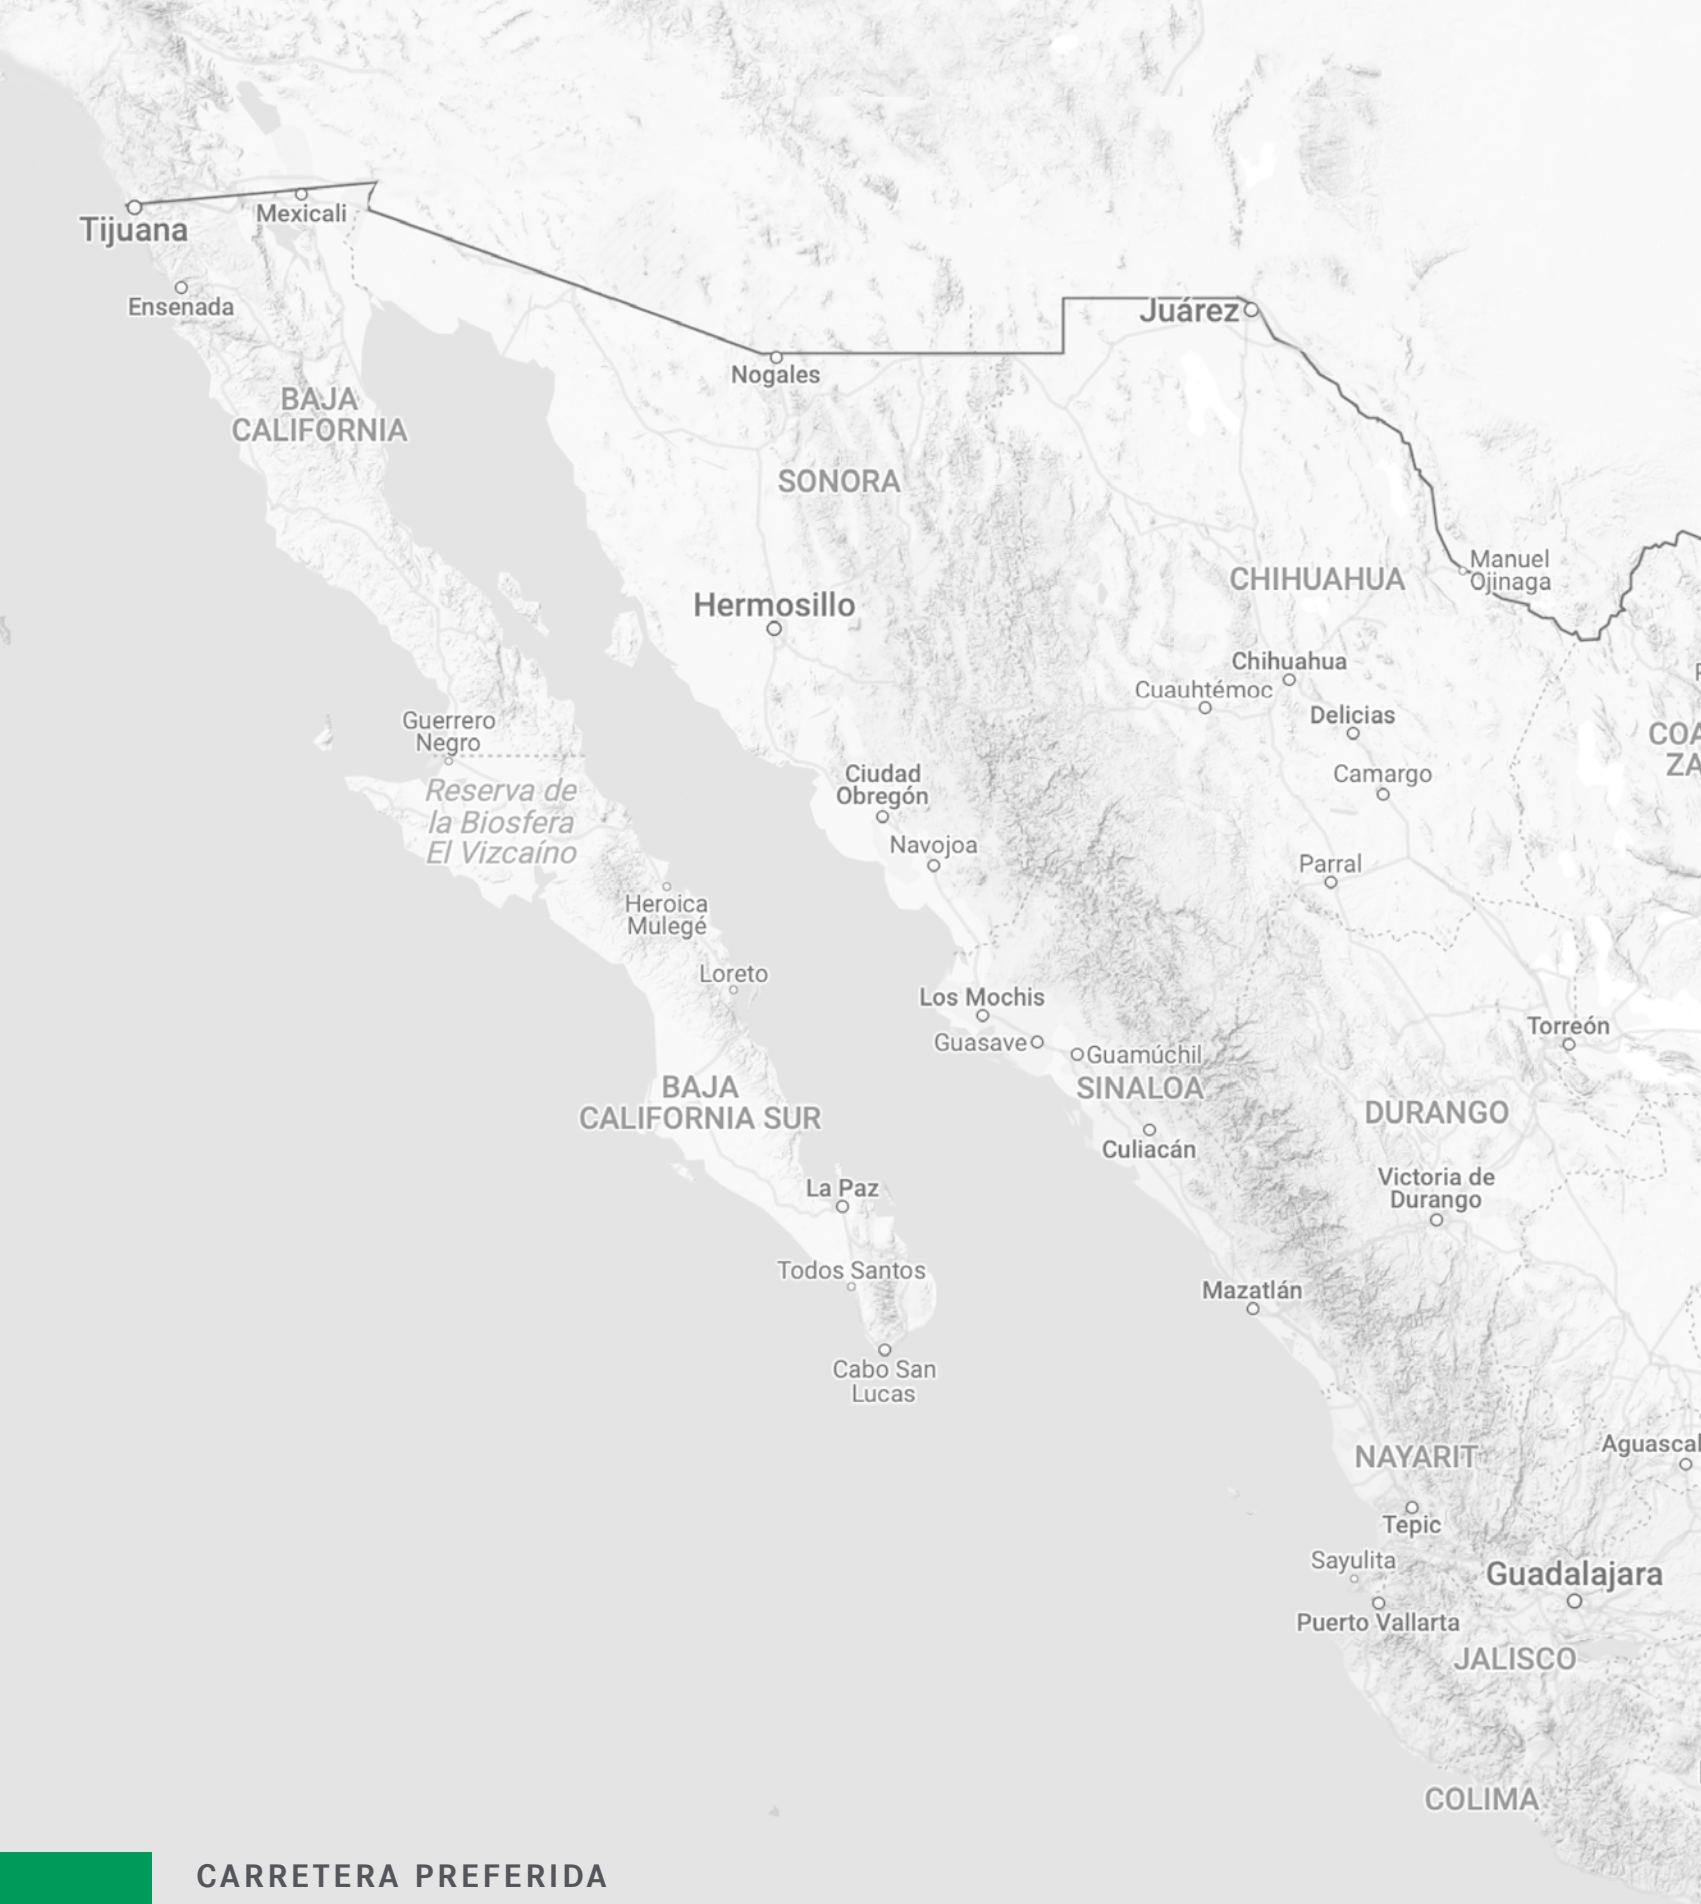 Tijuana
Mexicali
Ensenada
Juárez
Nogales
BAJA
CALIFORNIA
SONORA
Manuel
Ojinaga
CHIHUAHUA
Hermosillo
Chihuahua
Cuauhtémoc
Delicias
Guerrero
Negro
COA
ZA
Ciudad
Obregón
Camargo
Reserva de
la Biosfera
El Vizcaíno
Navojoa
Parral
Heroica
Mulegé
Loreto
Los Mochis
Guasave
Guamúchil
Torreón
BAJA
CALIFORNIA SUR
SINALOA
DURANGO
Culiacán
La Paz
Victoria de
Durango
Todos Santos
Mazatlán
Cabo San
Lucas
NAYARIT
Aguascal
Tepic
Sayulita
Guadalajara
Puerto Vallarta
JALISCO
COLIMA
CARRETERA PREFERIDA